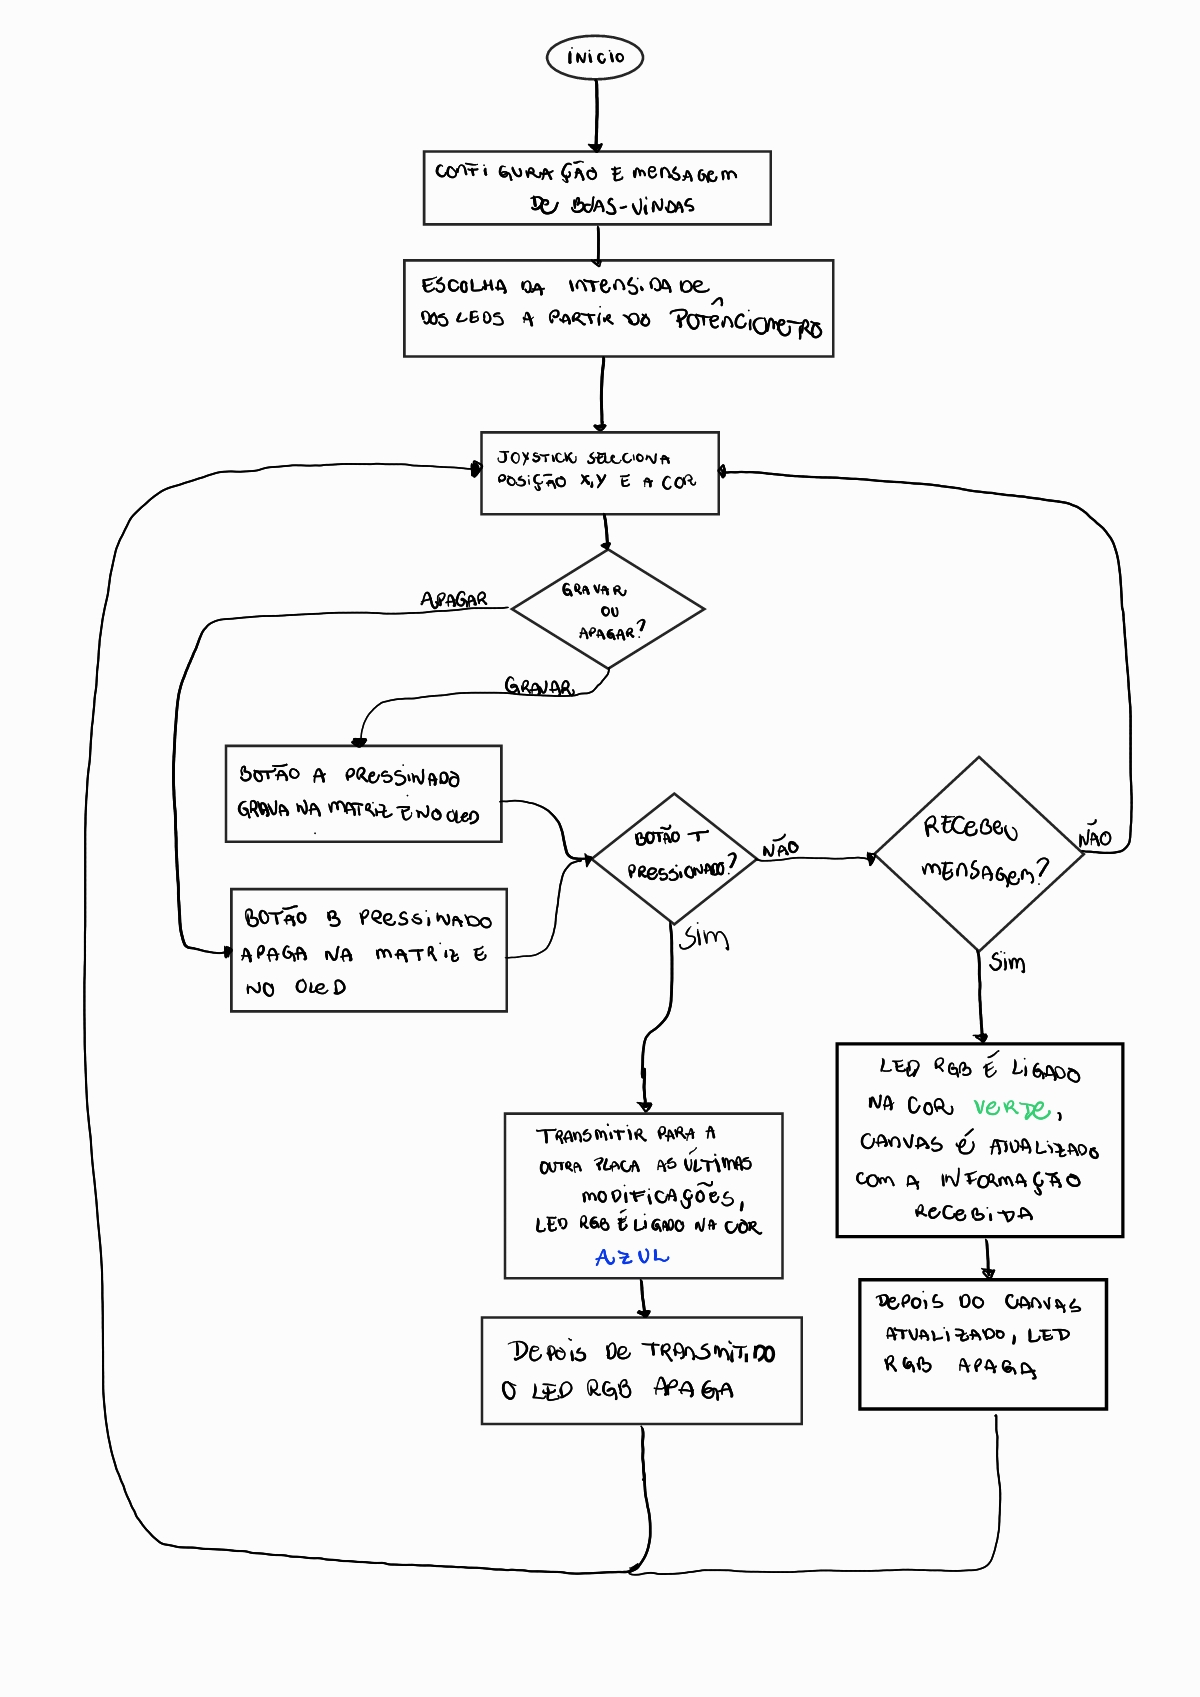 INICIO
CONFIGURAÇÃO E MENSAGEM
DE BOAS-VINDAS
ESCOLHA DA INTENSIDADE
DOS LEDS A PARTIR DO POTÊNCIOMETRO
JOYSTICK SELECIONA
POSIÇÃO X,Y E A COR
GRAVAR
OU
APAGAR?
APAGAR
GRAVAR
BOTÃO A PRESSINADO
GRAVA NA MATRIZ E NO OLED
BOTÃO B PRESSINADO
APAGA NA MATRIZ E
NO OLED
BOTÃO T
PRESSIONADO?
NÃO
SIM
RECEBEU
MENSAGEM?
NÃO
SIM
TRANSMITIR PARA A
OUTRA PLACA AS ÚLTIMAS
MODIFICAÇÕES,
LED RGB É LIGADO NA COR
AZUL
DEPOIS DE TRANSMITIDO
O LED RGB APAGA
LED RGB É LIGADO
NA COR VERDE,
CANVAS É ATUALIZADO
COM A INFORMAÇÃO
RECEBIDA
DEPOIS DO CANVAS
ATUALIZADO, LED
RGB APAGA